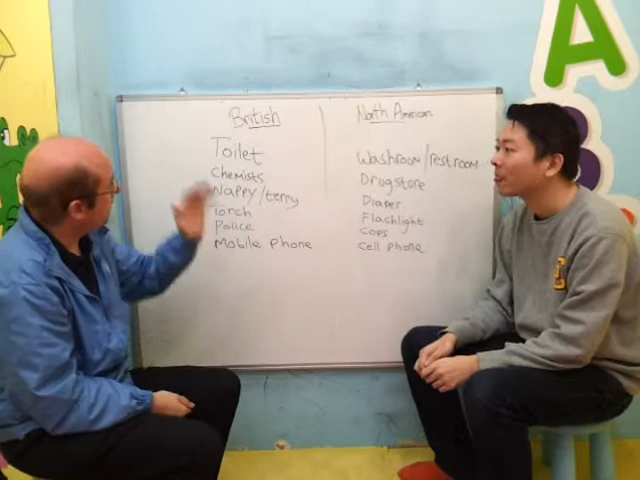 British
North American
Toilet
Washroom/restroom
Chemists
Drugstore
Nappy/terry
Diaper
Torch
Flashlight
Police
Cops
Mobile Phone
Cell phone
A